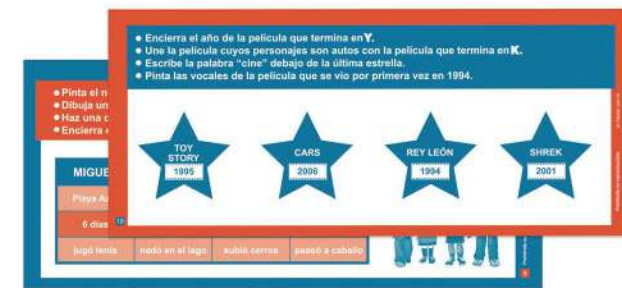 ● Encierra el año de la película que termina en Y.
● Une la película cuyos personajes son autos con la película que termina en K.
● Escribe la palabra "cine" debajo de la última estrella.
● Pinta las vocales de la película que se vio por primera vez en 1994.
TOY
STORY
1995
CARS
2006
REY LEÓN
1994
SHREK
2001
● Pinta el
● Dibuja un
● Haz una
● Encierra
MIGUE
Playa
6 días
jugó tenis
nadó en el lago
subió cerros
paseó a caballo